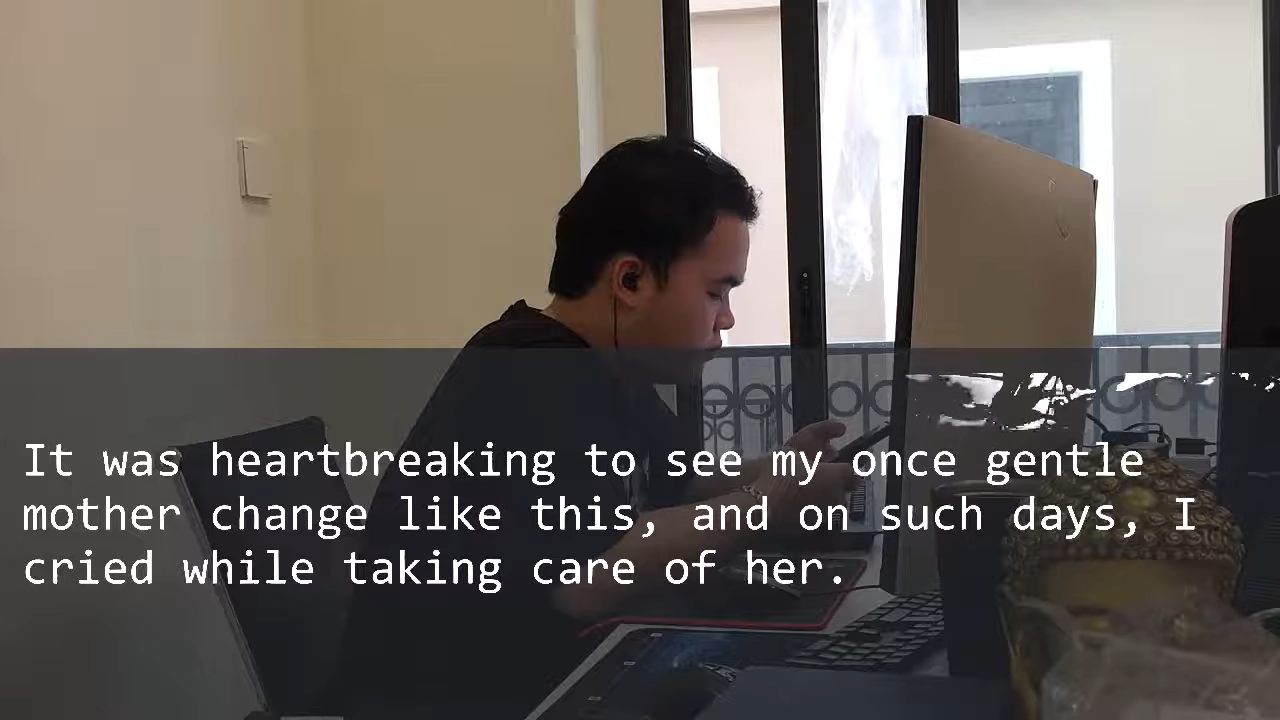 It was heartbreaking to see my once gentle
mother change like this, and on such days, I
cried while taking care of her.